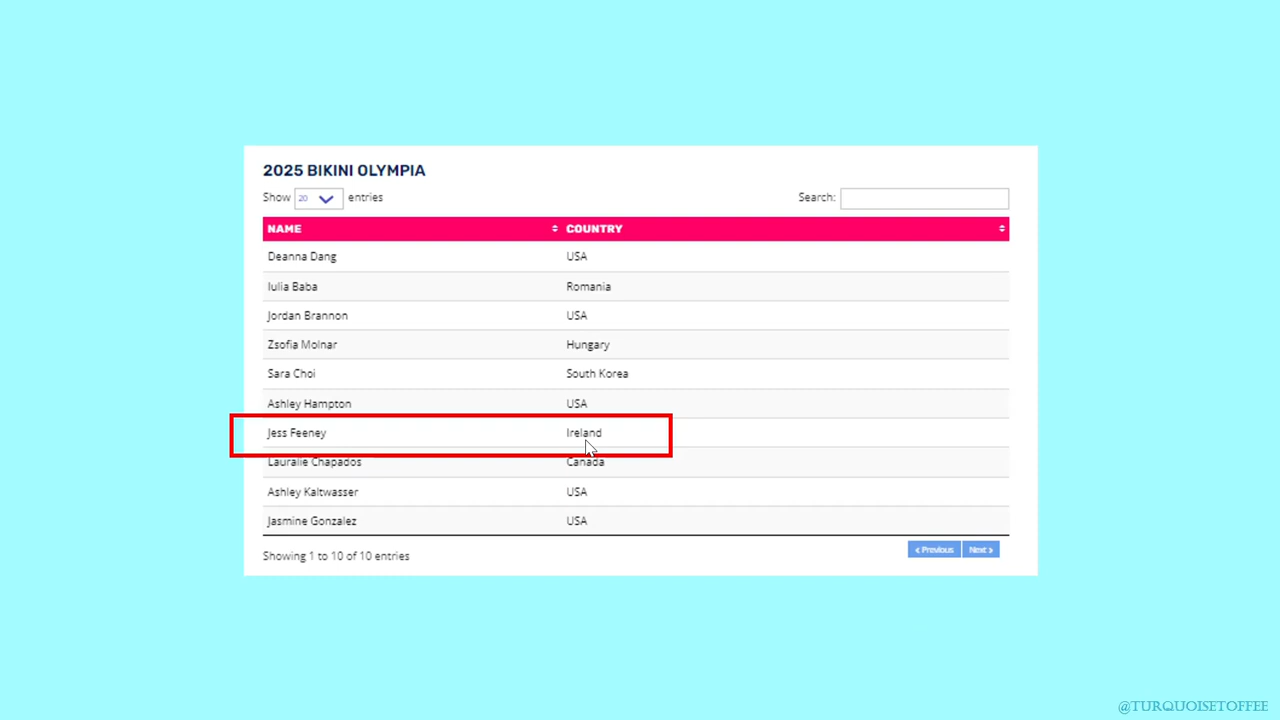 2025 BIKINI OLYMPIA
Show 20 entries
Search:
NAME COUNTRY
Deanna Dang USA
Iulia Baba Romania
Jordan Brannon USA
Zsofia Molnar Hungary
Sara Choi South Korea
Ashley Hampton USA
Jess Feeney Ireland
Lauralie Chapados Canada
Ashley Kaltwasser USA
Jasmine Gonzalez USA
Showing 1 to 10 of 10 entries
‹ Previous Next ›
@TURQUOISETOFFEE